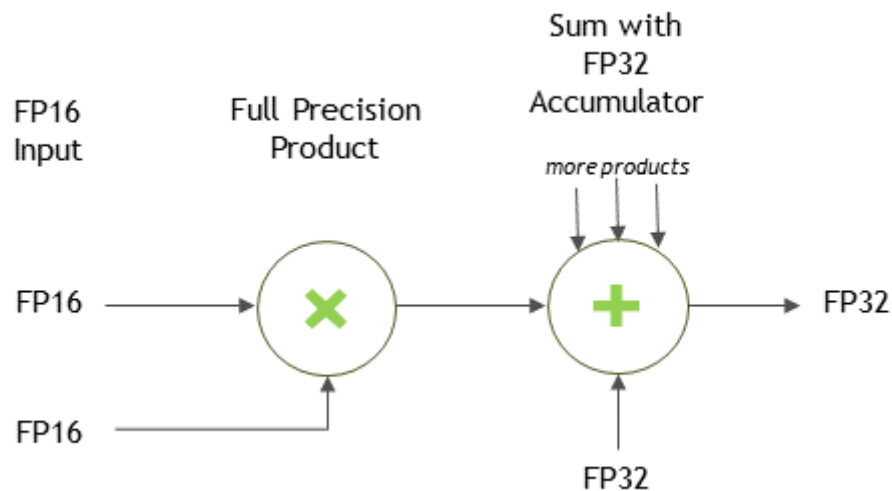 Sum with
FP32
Accumulator
FP16
Input
Full Precision
Product
more products
FP16
FP32
FP16
FP32